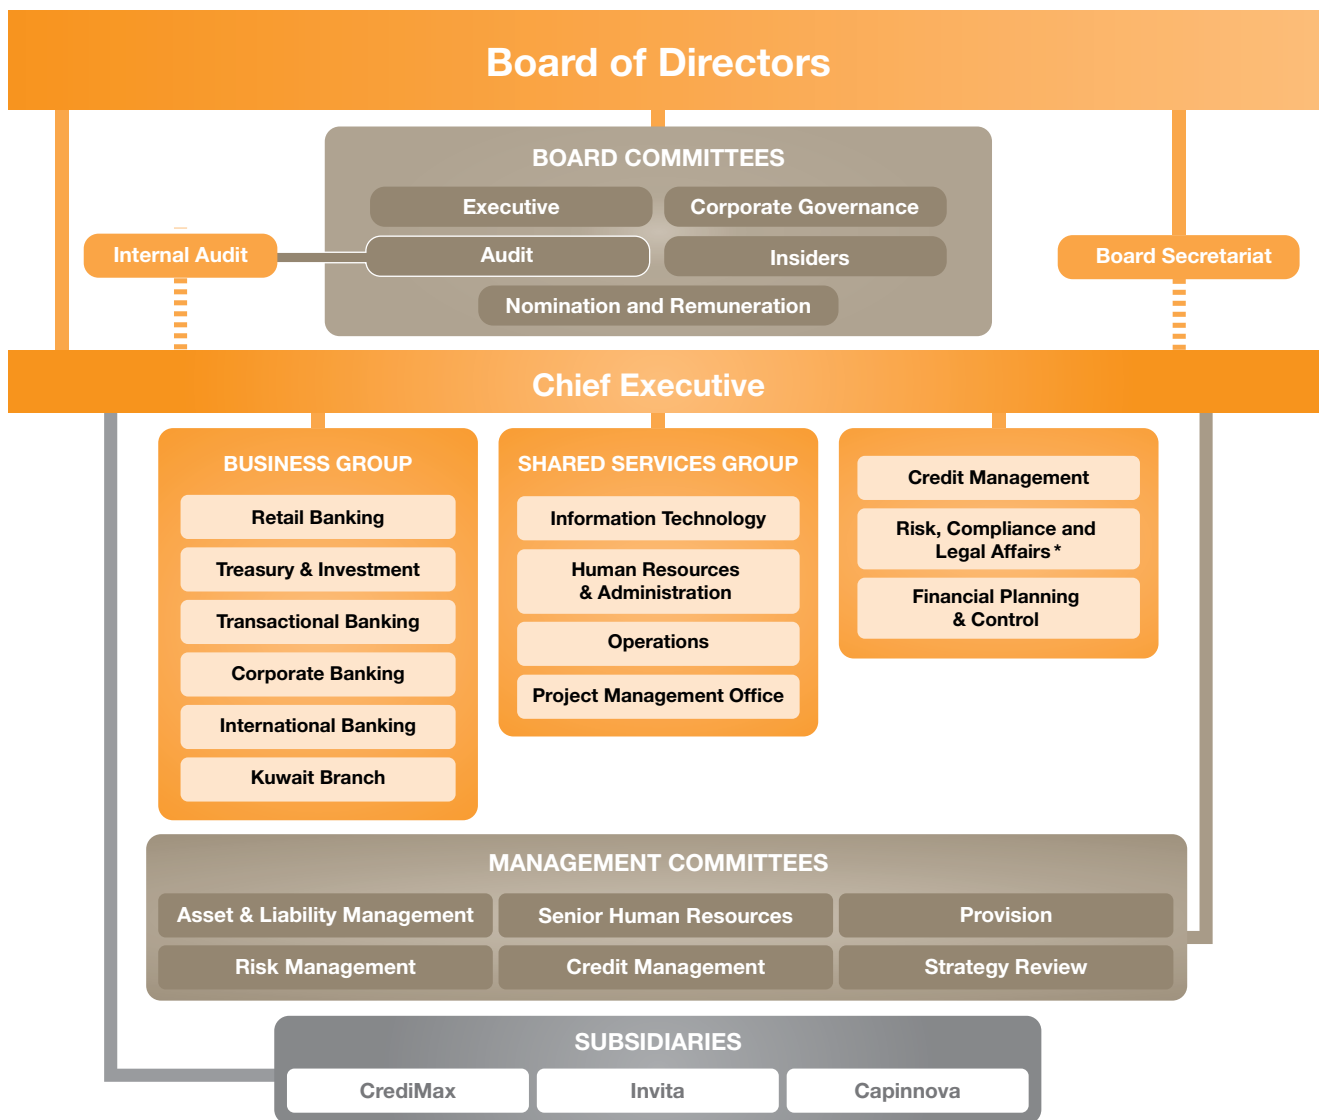 Board of Directors
BOARD COMMITTEES
Executive
Corporate Governance
Internal Audit
Audit
Insiders
Board Secretariat
Nomination and Remuneration
Chief Executive
BUSINESS GROUP
Retail Banking
Treasury & Investment
Transactional Banking
Corporate Banking
International Banking
Kuwait Branch
SHARED SERVICES GROUP
Information Technology
Human Resources
& Administration
Operations
Project Management Office
Credit Management
Risk, Compliance and
Legal Affairs *
Financial Planning
& Control
MANAGEMENT COMMITTEES
Asset & Liability Management
Senior Human Resources
Provision
Risk Management
Credit Management
Strategy Review
SUBSIDIARIES
CrediMax
Invita
Capinnova